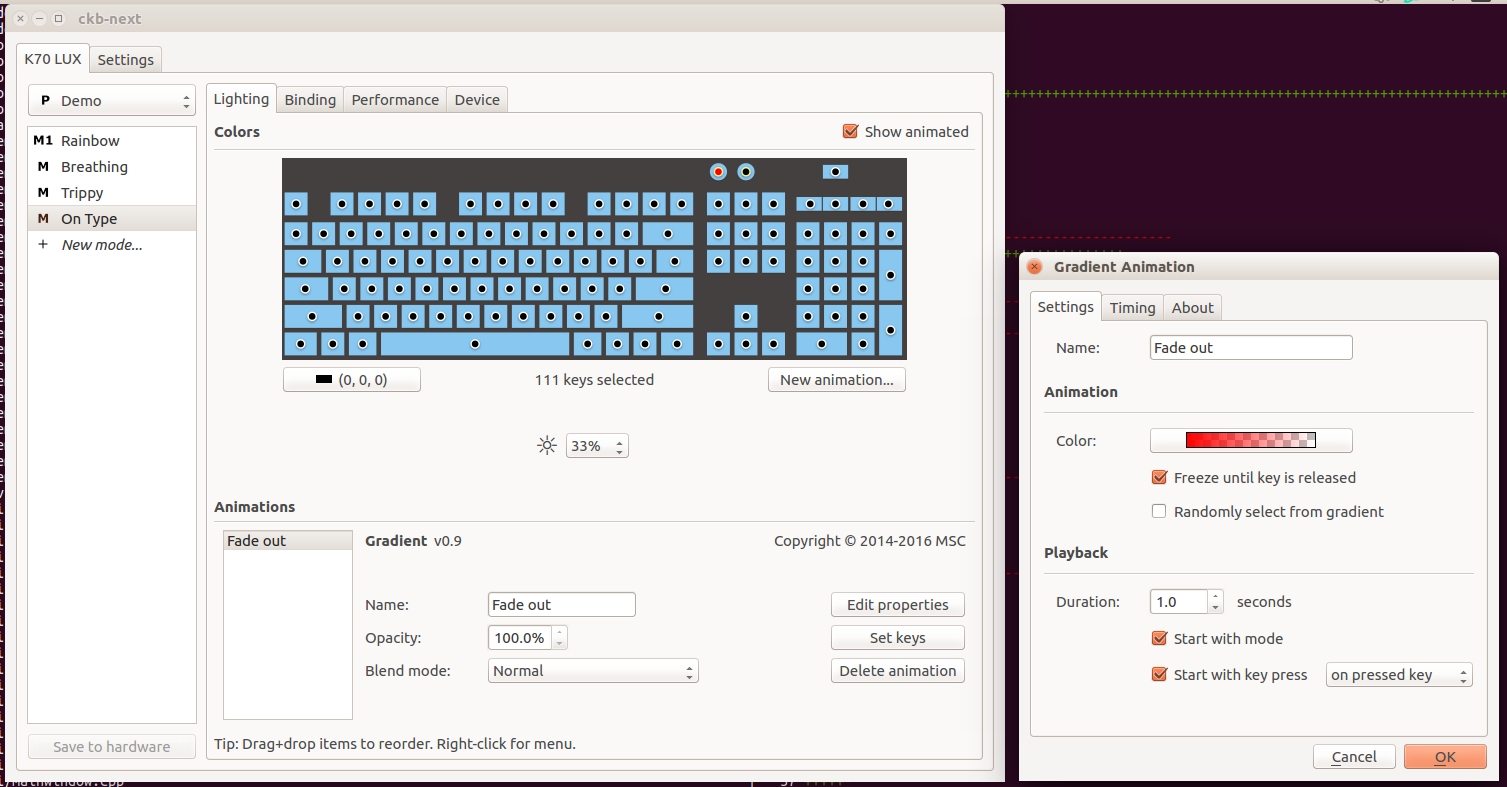 ckb-next
K70 LUX
Settings
P Demo
M1 Rainbow
M Breathing
M Trippy
M On Type
+ New mode...
Save to hardware
Lighting
Binding
Performance
Device
Colors
Show animated
(0, 0, 0)
111 keys selected
New animation...
33%
Animations
Fade out
Gradient v0.9
Copyright © 2014-2016 MSC
Name:
Fade out
Edit properties
Opacity:
100.0%
Set keys
Blend mode:
Normal
Delete animation
Tip: Drag+drop items to reorder. Right-click for menu.
Gradient Animation
Settings
Timing
About
Name:
Fade out
Animation
Color:
Freeze until key is released
Randomly select from gradient
Playback
Duration:
1.0
seconds
Start with mode
Start with key press
on pressed key
Cancel
OK